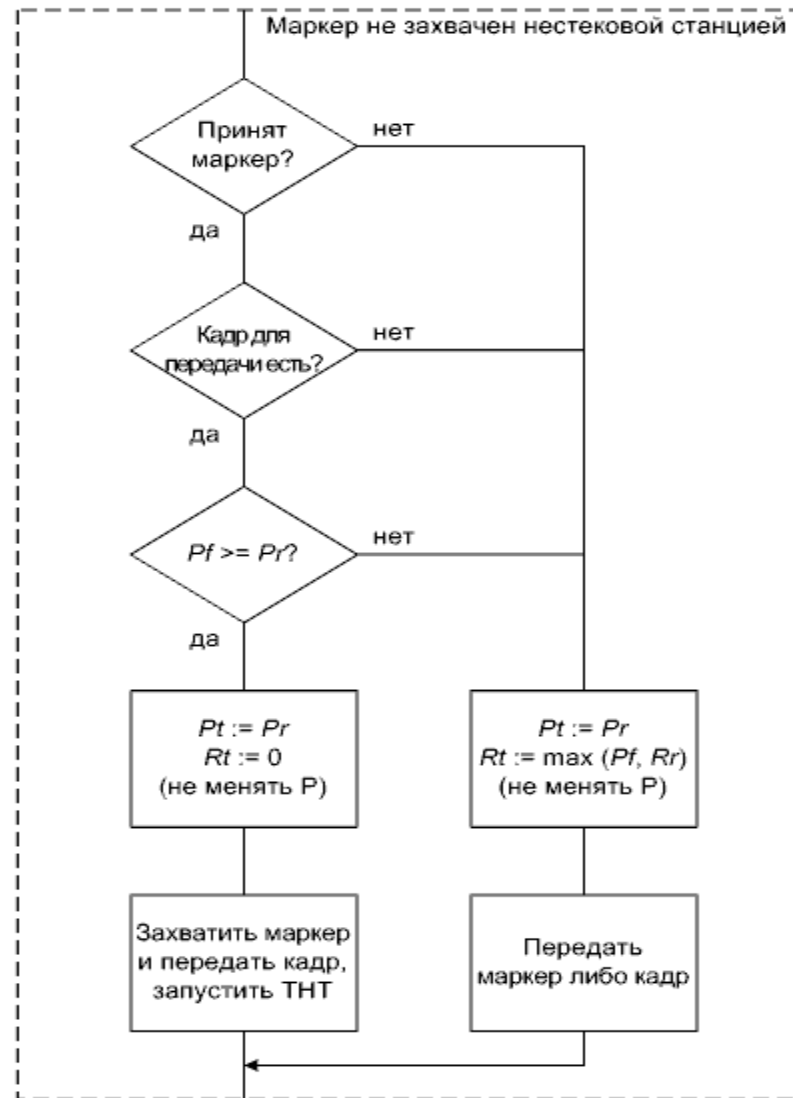 Маркер не захвачен нестековой станцией
Принят
маркер?
нет
да
Кадр для
передачи есть?
нет
да
Pf >= Pr?
нет
да
Pt := Pr
Rt := 0
(не менять P)
Pt := Pr
Rt := max (Pf, Rr)
(не менять P)
Захватить маркер
и передать кадр,
запустить ТНТ
Передать
маркер либо кадр